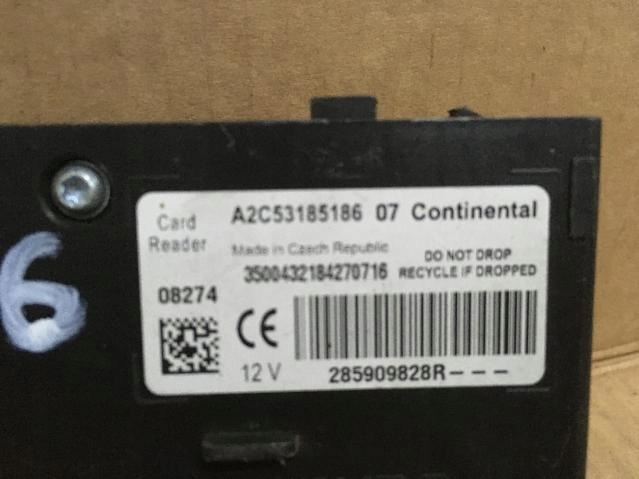 Card Reader
A2C53185186 07 Continental
Made in Czech Republic
3500432184270716
DO NOT DROP
RECYCLE IF DROPPED
08274
CE
12 V
285909828R---
6